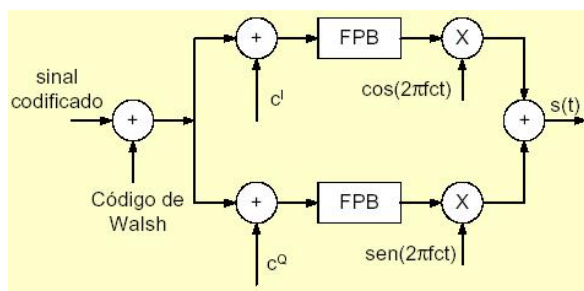 sinal
codificado
+
Código de
Walsh
+
c^I
FPB
X
cos(2πfct)
+
c^Q
FPB
X
sen(2πfct)
+
s(t)